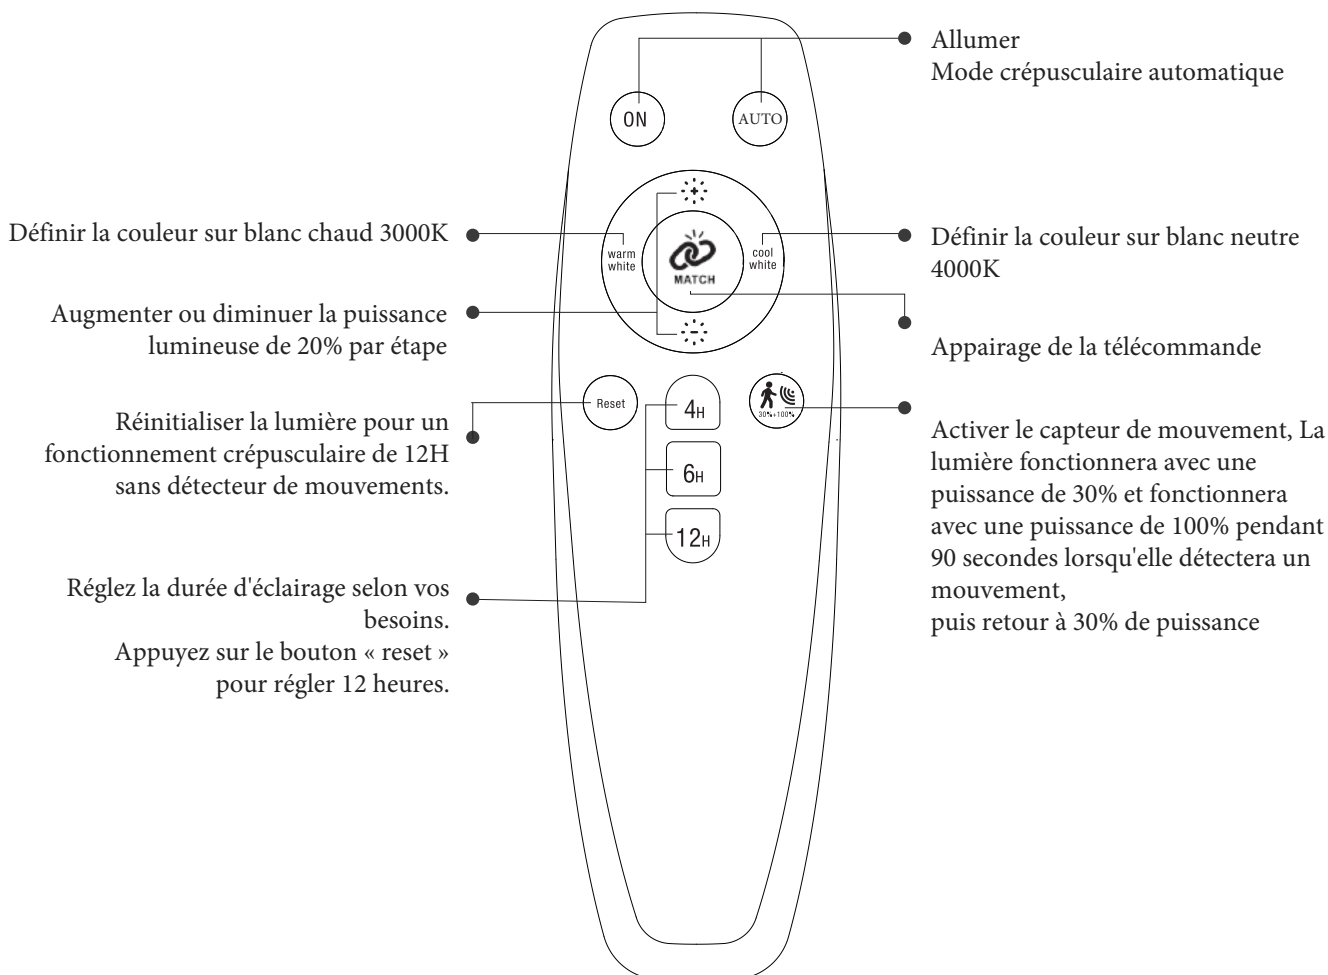 Allumer
Mode crépusculaire automatique
ON
AUTO
Définir la couleur sur blanc chaud 3000K
warm
white
MATCH
cool
white
Définir la couleur sur blanc neutre
4000K
Augmenter ou diminuer la puissance
lumineuse de 20% par étape
Appairage de la télécommande
Reset
4H
30%+100%
6H
12H
Réinitialiser la lumière pour un
fonctionnement crépusculaire de 12H
sans détecteur de mouvements.
Activer le capteur de mouvement, La
lumière fonctionnera avec une
puissance de 30% et fonctionnera
avec une puissance de 100% pendant
90 secondes lorsqu'elle détectera un
mouvement,
puis retour à 30% de puissance
Réglez la durée d'éclairage selon vos
besoins.
Appuyez sur le bouton « reset »
pour régler 12 heures.